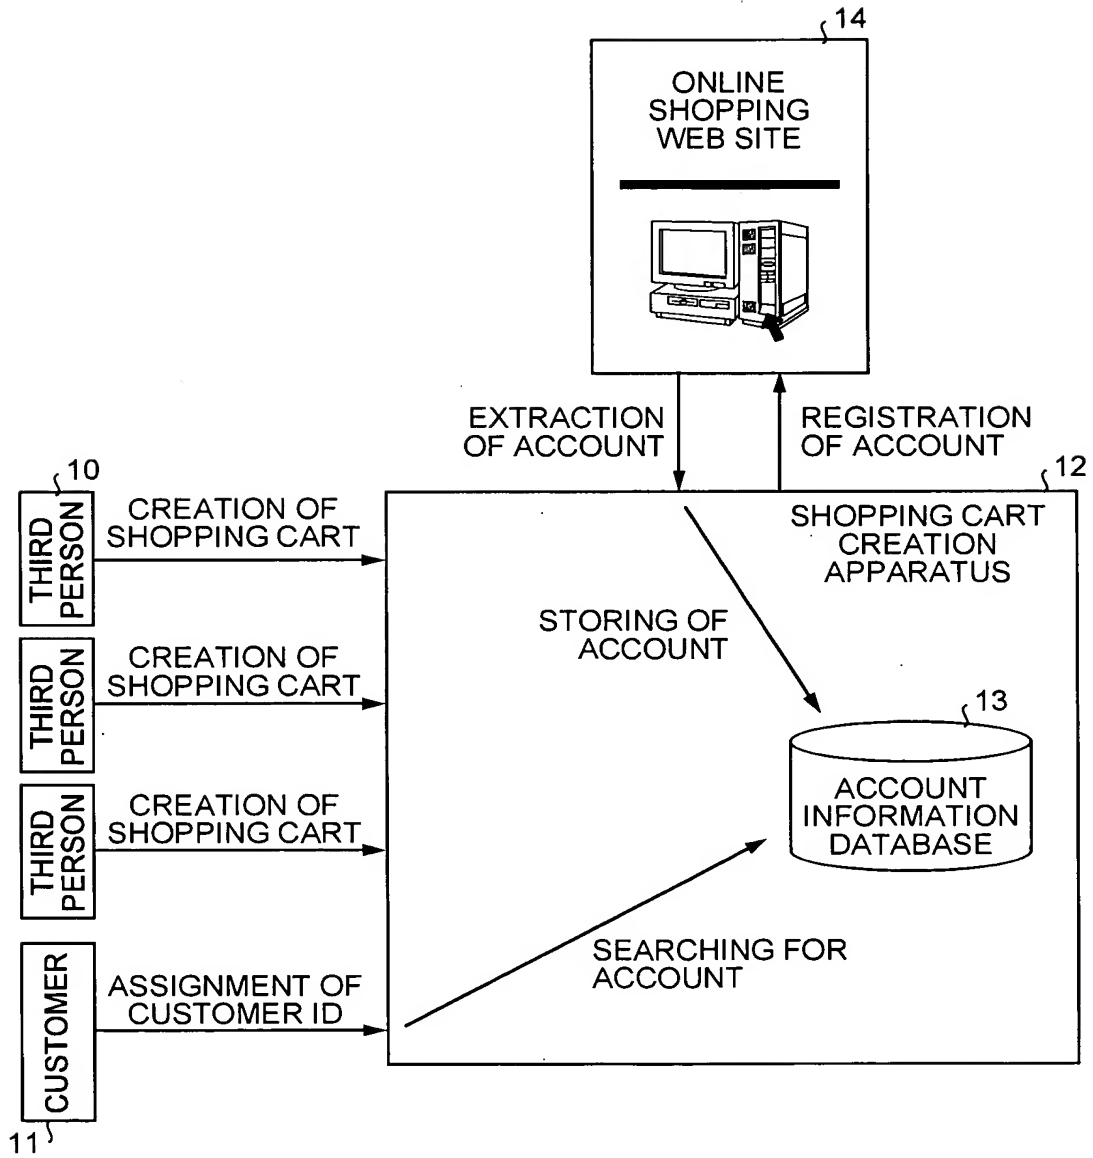 14
ONLINE
SHOPPING
WEB SITE
EXTRACTION
OF ACCOUNT
REGISTRATION
OF ACCOUNT
10
12
THIRD
PERSON
CREATION OF
SHOPPING CART
SHOPPING CART
CREATION
APPARATUS
STORING OF
ACCOUNT
THIRD
PERSON
CREATION OF
SHOPPING CART
13
ACCOUNT
INFORMATION
DATABASE
THIRD
PERSON
CREATION OF
SHOPPING CART
SEARCHING FOR
ACCOUNT
CUSTOMER
ASSIGNMENT OF
CUSTOMER ID
11